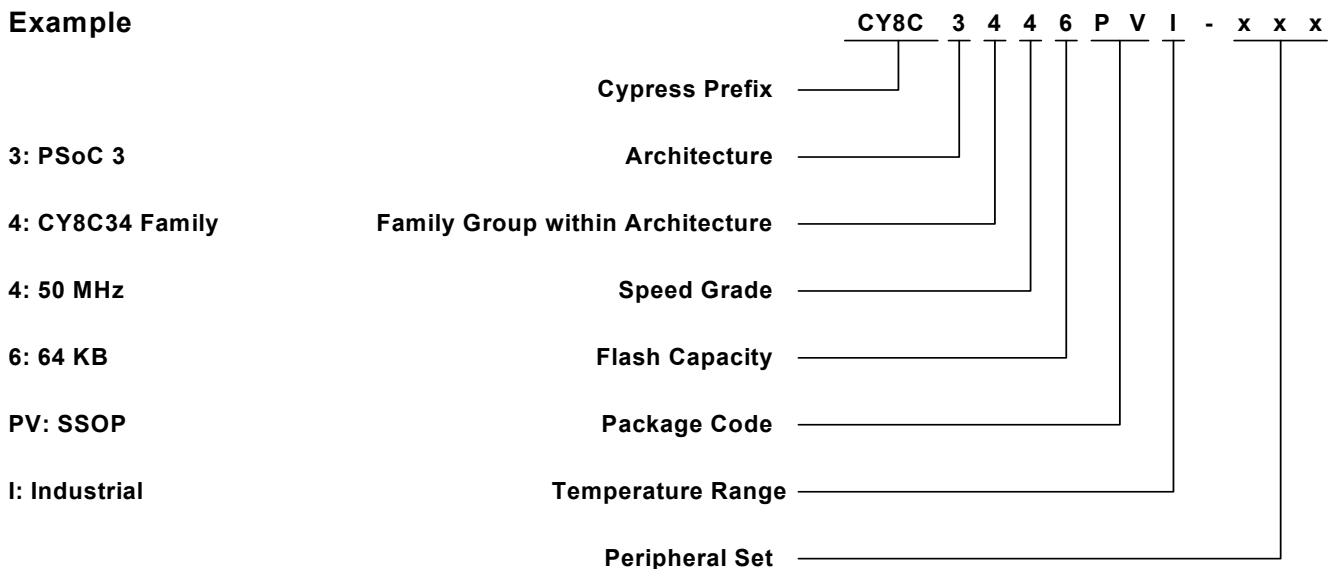 Example CY8C 3 4 4 6 P V I - x x x
Cypress Prefix
3: PSoC 3 Architecture
4: CY8C34 Family Family Group within Architecture
4: 50 MHz Speed Grade
6: 64 KB Flash Capacity
PV: SSOP Package Code
I: Industrial Temperature Range
Peripheral Set